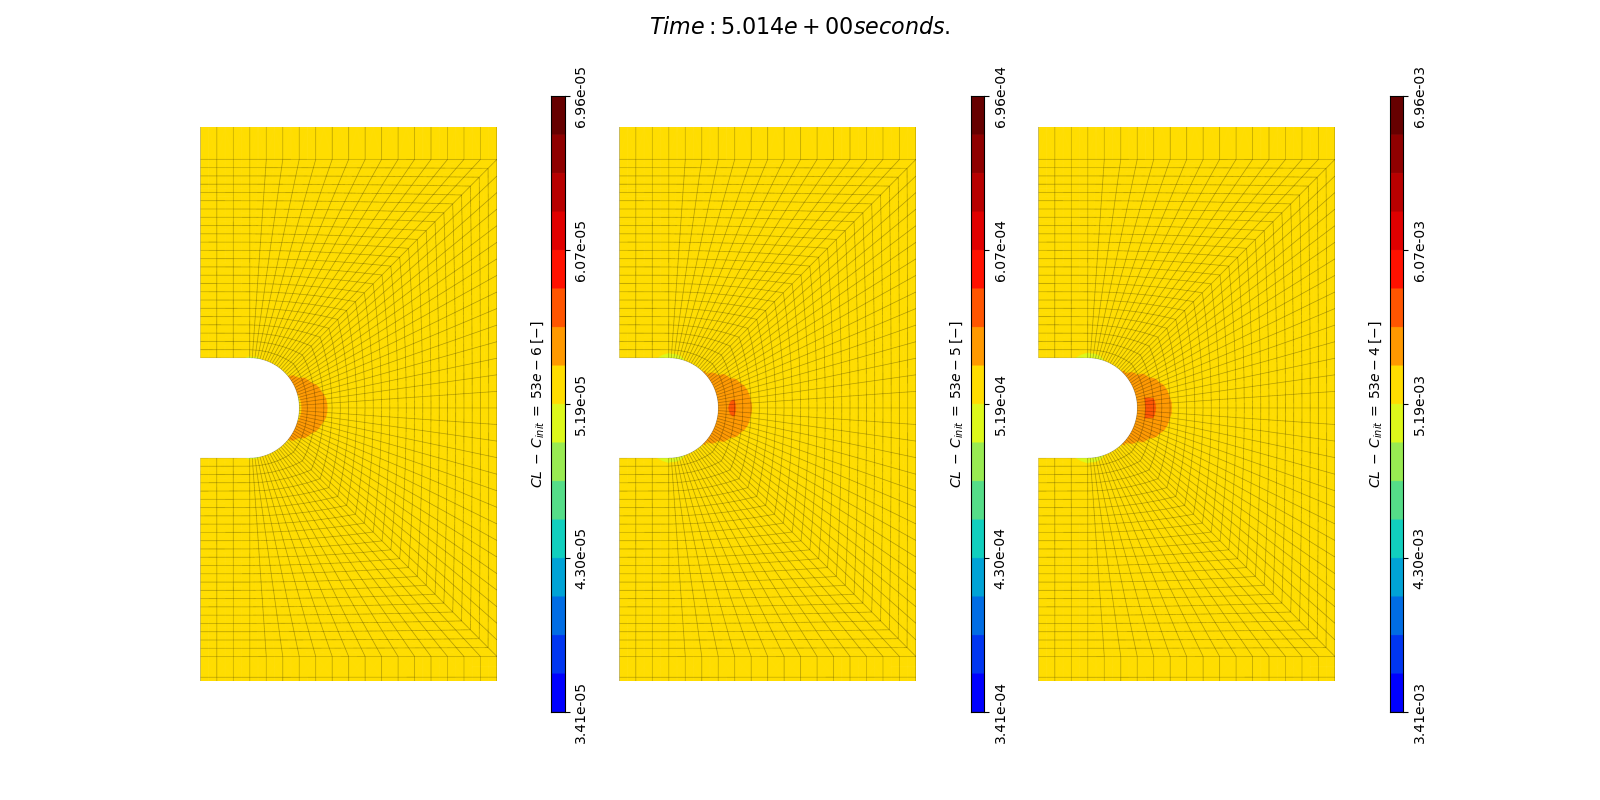 Time : 5.014e + 00seconds.
6.96e-05
6.07e-05
5.19e-05
4.30e-05
3.41e-05
CL − C_init = 53e − 6 [−]
6.96e-04
6.07e-04
5.19e-04
4.30e-04
3.41e-04
CL − C_init = 53e − 5 [−]
6.96e-03
6.07e-03
5.19e-03
4.30e-03
3.41e-03
CL − C_init = 53e − 4 [−]